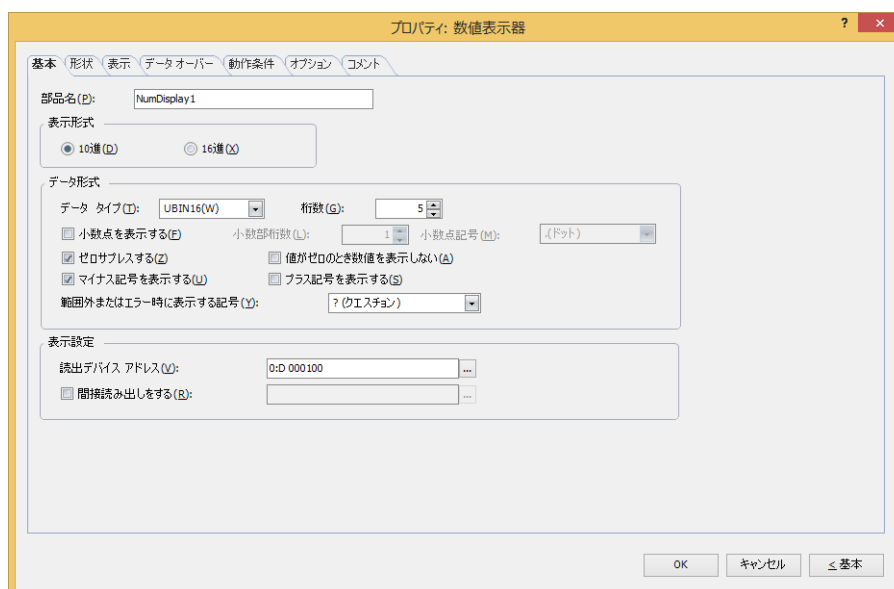 プロパティ: 数値表示器
?
×
基本 形状 表示 データ オーバー 動作条件 オプション コメント
部品名(P): NumDisplay1
表示形式
10進(D) 16進(X)
データ形式
データ タイプ(T): UBIN16(W) 桁数(G): 5
小数点を表示する(F) 小数部桁数(L): 1 小数点記号(M): .(ドット)
ゼロサプレスする(Z) 値がゼロのとき数値を表示しない(A)
マイナス記号を表示する(U) プラス記号を表示する(S)
範囲外またはエラー時に表示する記号(Y): ? (クエスチョン)
表示設定
読出デバイス アドレス(V): 0:D 000100 ...
間接読み出しをする(R): ...
OK キャンセル < 基本